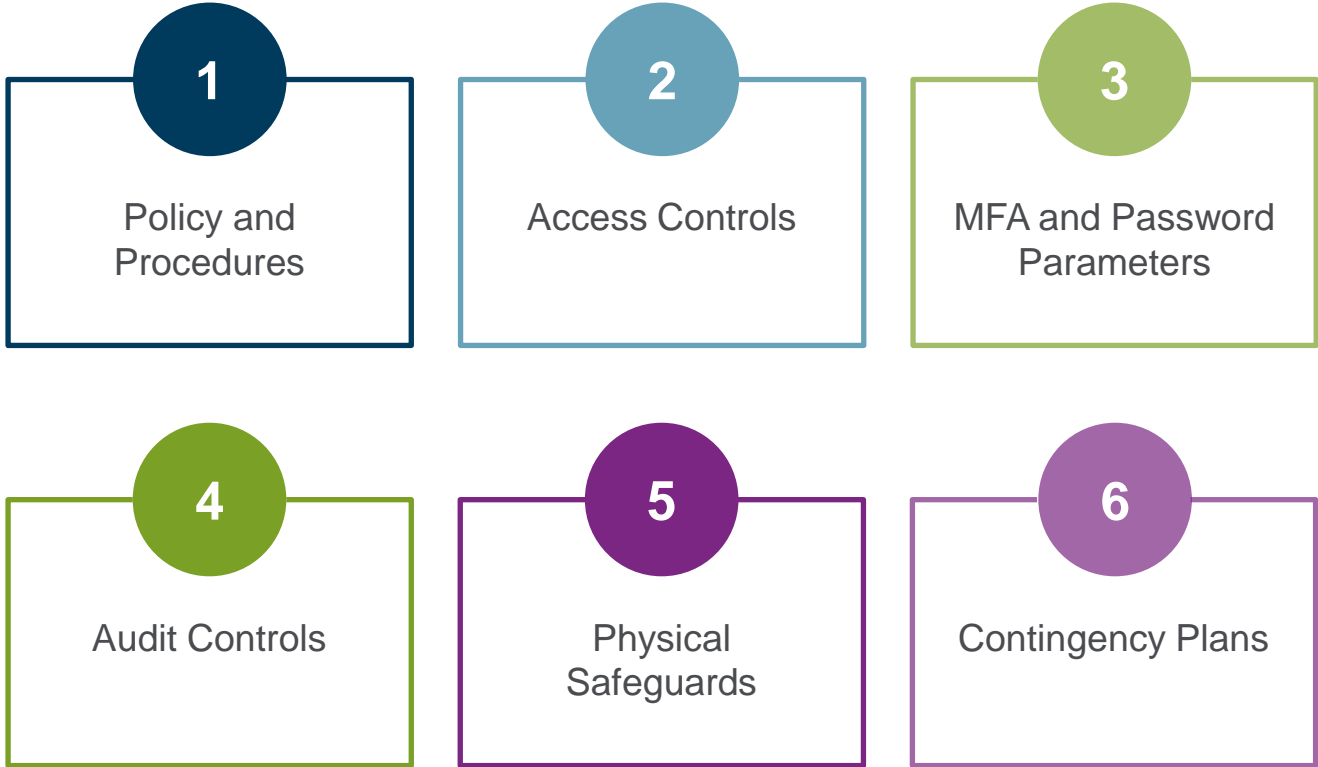 1
Policy and
Procedures
2
Access Controls
3
MFA and Password
Parameters
4
Audit Controls
5
Physical
Safeguards
6
Contingency Plans